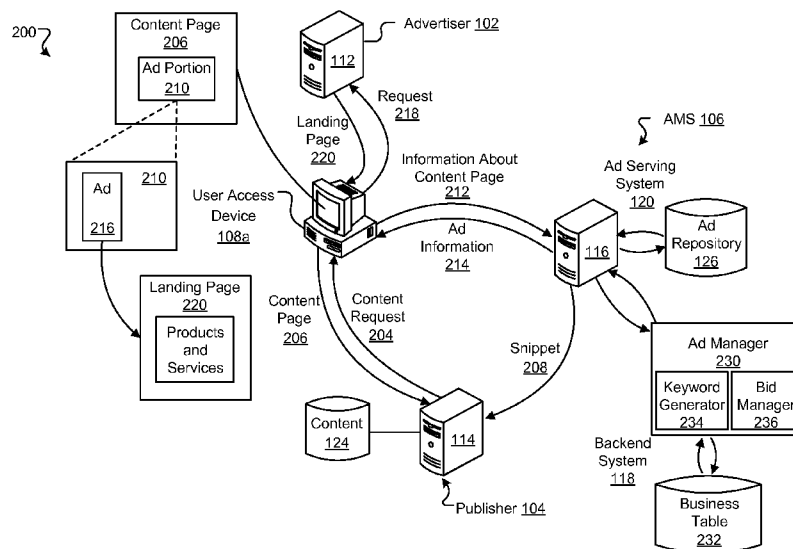 200
Content Page
206
Ad Portion
210
Ad
216
210
Landing Page
220
Products
and
Services
112
Advertiser 102
Request
218
Landing
Page
220
User Access
Device
108a
Information About
Content Page
212
Ad
Information
214
AMS 106
Ad Serving
System
120
116
Ad
Repository
126
Content
Page
206
Content
Request
204
Snippet
208
Content
124
114
Publisher 104
Ad Manager
230
Keyword
Generator
234
Bid
Manager
236
Backend
System
118
Business
Table
232